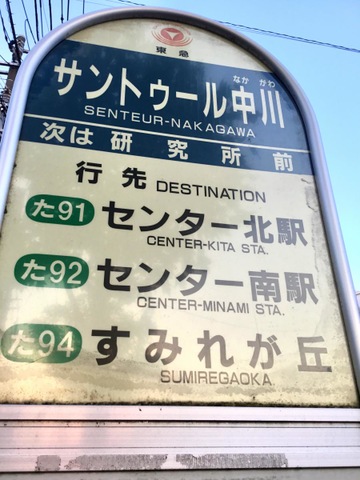 東急
なか がわ
サントゥール中川
SENTEUR-NAKAGAWA
次は 研究所前
行先 DESTINATION
た91 センター北駅
CENTER-KITA STA.
た92 センター南駅
CENTER-MINAMI STA.
た94 すみれが丘
SUMIREGAOKA